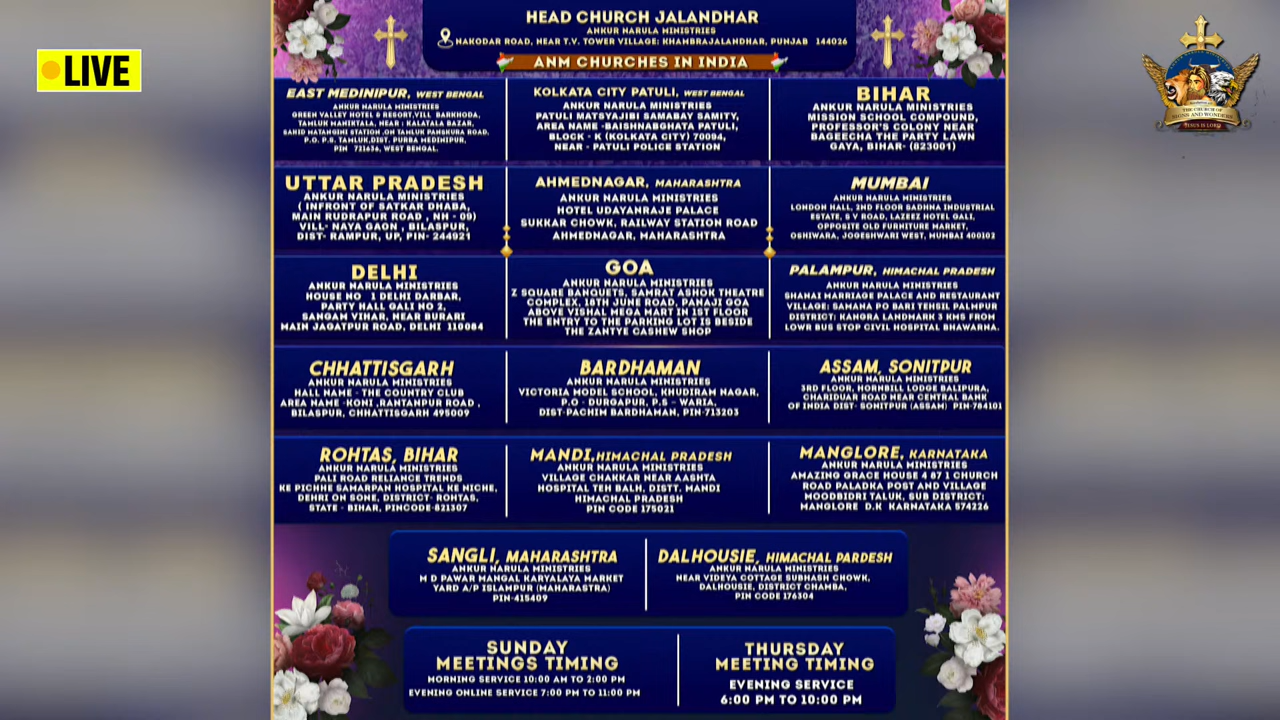 LIVE
HEAD CHURCH JALANDHAR
ANKUR NARULA MINISTRIES
NAKODAR ROAD, NEAR T.V. TOWER VILLAGE: KHAMBRAJALANDHAR, PUNJAB 144026
ANM CHURCHES IN INDIA
THE CHURCH OF
SIGNS AND WONDERS
JESUS IS LORD
EAST MEDINIPUR, WEST BENGAL
ANKUR NARULA MINISTRIES
GREEN VALLEY HOTEL & RESORT,VILL BARKHODA,
TAMLUK MANIKTALA, NEAR : KALATALA BAZAR,
SAHID MATANGINI STATION ,ON TAMLUK PANSKURA ROAD,
P.O. P.S. TAMLUK,DIST. PURBA MEDINIPUR,
PIN 721636, WEST BENGAL.
KOLKATA CITY PATULI, WEST BENGAL
ANKUR NARULA MINISTRIES
PATULI MATSYAJIBI SAMABAY SAMITY,
AREA NAME -BAISHNABGHATA PATULI,
BLOCK - K (KOLKATA CITY) 70094,
NEAR - PATULI POLICE STATION
BIHAR
ANKUR NARULA MINISTRIES
MISSION SCHOOL COMPOUND,
PROFESSOR'S COLONY NEAR
BAGEECHA THE PARTY LAWN
GAYA, BIHAR- (823001)
UTTAR PRADESH
ANKUR NARULA MINISTRIES
( INFRONT OF SATKAR DHABA,
MAIN RUDRAPUR ROAD , NH - 09)
VILL- NAYA GAON , BILASPUR,
DIST- RAMPUR, UP, PIN- 244921
AHMEDNAGAR, MAHARASHTRA
ANKUR NARULA MINISTRIES
HOTEL UDAYANRAJE PALACE
SUKKAR CHOWK, RAILWAY STATION ROAD
AHMEDNAGAR, MAHARASHTRA
MUMBAI
ANKUR NARULA MINISTRIES
LONDON HALL, 2ND FLOOR SADHNA INDUSTRIAL
ESTATE, S V ROAD, LAZEEZ HOTEL GALI,
OPPOSITE OLD FURNITURE MARKET,
OSHIWARA, JOGESHWARI WEST, MUMBAI 400102
DELHI
ANKUR NARULA MINISTRIES
HOUSE NO 1 DELHI DARBAR,
PARTY HALL GALI NO 2,
SANGAM VIHAR, NEAR BURARI
MAIN JAGATPUR ROAD, DELHI 110084
GOA
ANKUR NARULA MINISTRIES
Z SQUARE BANQUETS, SAMRAT ASHOK THEATRE
COMPLEX, 18TH JUNE ROAD, PANAJI GOA
ABOVE VISHAL MEGA MART IN 1ST FLOOR
THE ENTRY TO THE PARKING LOT IS BESIDE
THE ZANTYE CASHEW SHOP
PALAMPUR, HIMACHAL PRADESH
ANKUR NARULA MINISTRIES
SHANAI MARRIAGE PALACE AND RESTAURANT
VILLAGE: SAMANA PO BARI TEHSIL PALMPUR
DISTRICT: KANGRA LANDMARK 3 KMS FROM
LOWR BUS STOP CIVIL HOSPITAL BHAWARNA.
CHHATTISGARH
ANKUR NARULA MINISTRIES
HALL NAME - THE COUNTRY CLUB
AREA NAME -KONI ,RANTANPUR ROAD .
BILASPUR, CHHATTISGARH 495009
BARDHAMAN
ANKUR NARULA MINISTRIES
VICTORIA MODEL SCHOOL, KHUDIRAM NAGAR,
P.O - DURGAPUR, P.S - WARIA,
DIST-PACHIM BARDHAMAN, PIN-713203
ASSAM, SONITPUR
ANKUR NARULA MINISTRIES
3RD FLOOR, HORNBILL LODGE BALIPURA,
CHARIDUAR ROAD NEAR CENTRAL BANK
OF INDIA DIST- SONITPUR (ASSAM) PIN-784101
ROHTAS, BIHAR
ANKUR NARULA MINISTRIES
PALI ROAD RELIANCE TRENDS
KE PICHHE SAMARPAN HOSPITAL KE NICHE,
DEHRI ON SONE, DISTRICT- ROHTAS,
STATE - BIHAR, PINCODE-821307
MANDI,HIMACHAL PRADESH
ANKUR NARULA MINISTRIES
VILLAGE CHAKKAR NEAR AASHTA
HOSPITAL TEH BALH, DISTT. MANDI
HIMACHAL PRADESH
PIN CODE 175021
MANGLORE, KARNATAKA
ANKUR NARULA MINISTRIES
AMAZING GRACE HOUSE 4 87 1 CHURCH
ROAD PALADKA POST AND VILLAGE
MOODBIDRI TALUK, SUB DISTRICT:
MANGLORE D.K KARNATAKA 574226
SANGLI, MAHARASHTRA
ANKUR NARULA MINISTRIES
M D PAWAR MANGAL KARYALAYA MARKET
YARD A/P ISLAMPUR (MAHARASTRA)
PIN-415409
DALHOUSIE, HIMACHAL PARDESH
ANKUR NARULA MINISTRIES
NEAR VIDEYA COTTAGE SUBHASH CHOWK,
DALHOUSIE, DISTRICT CHAMBA,
PIN CODE 176304
SUNDAY
MEETINGS TIMING
MORNING SERVICE 10:00 AM TO 2:00 PM
EVENING ONLINE SERVICE 7:00 PM TO 11:00 PM
THURSDAY
MEETING TIMING
EVENING SERVICE
6:00 PM TO 10:00 PM